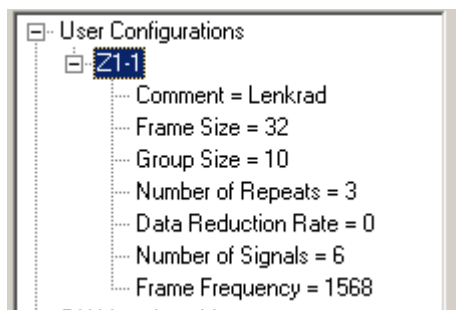 User Configurations
Z1-1
Comment = Lenkrad
Frame Size = 32
Group Size = 10
Number of Repeats = 3
Data Reduction Rate = 0
Number of Signals = 6
Frame Frequency = 1568